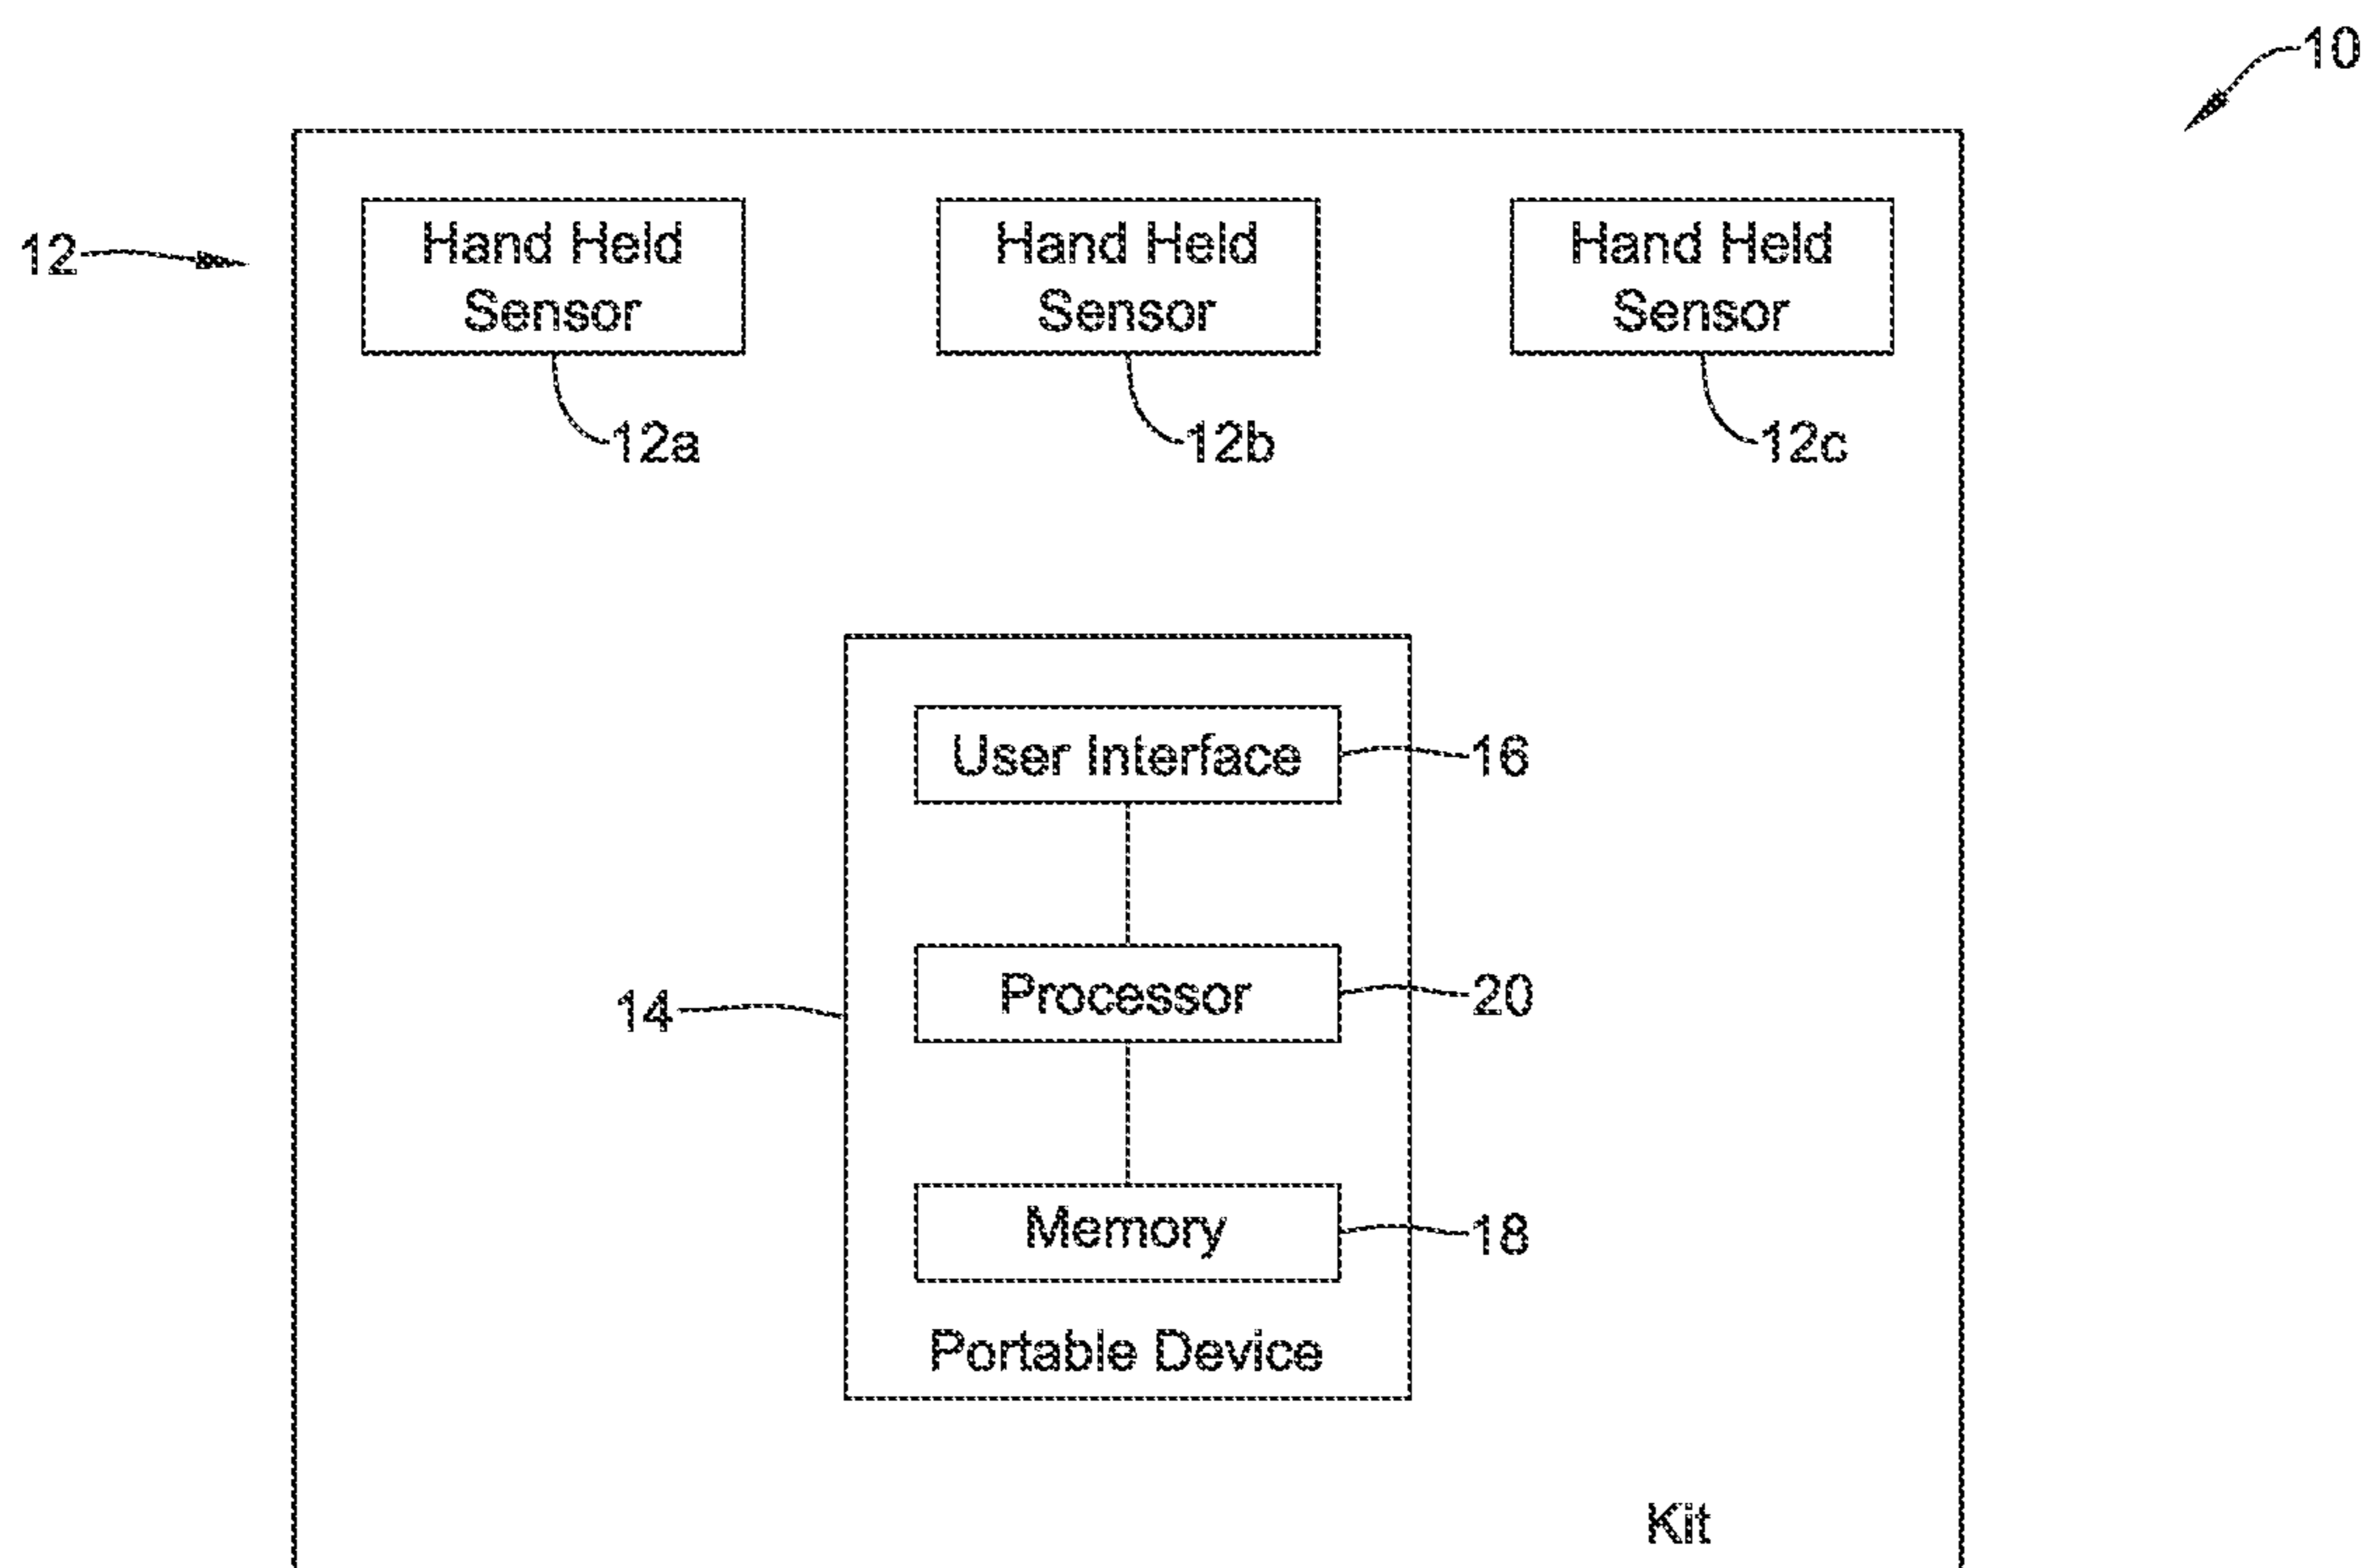 10
12
Hand Held
Sensor
Hand Held
Sensor
Hand Held
Sensor
12a
12b
12c
User Interface
16
14
Processor
20
Memory
18
Portable Device
Kit